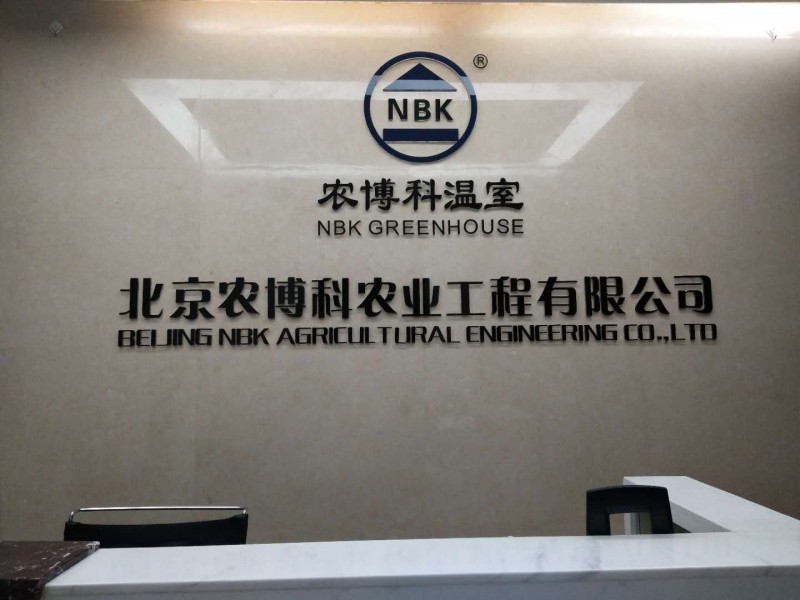 ®
NBK
农博科温室
NBK GREENHOUSE
北京农博科农业工程有限公司
BEIJING NBK AGRICULTURAL ENGINEERING CO.,LTD